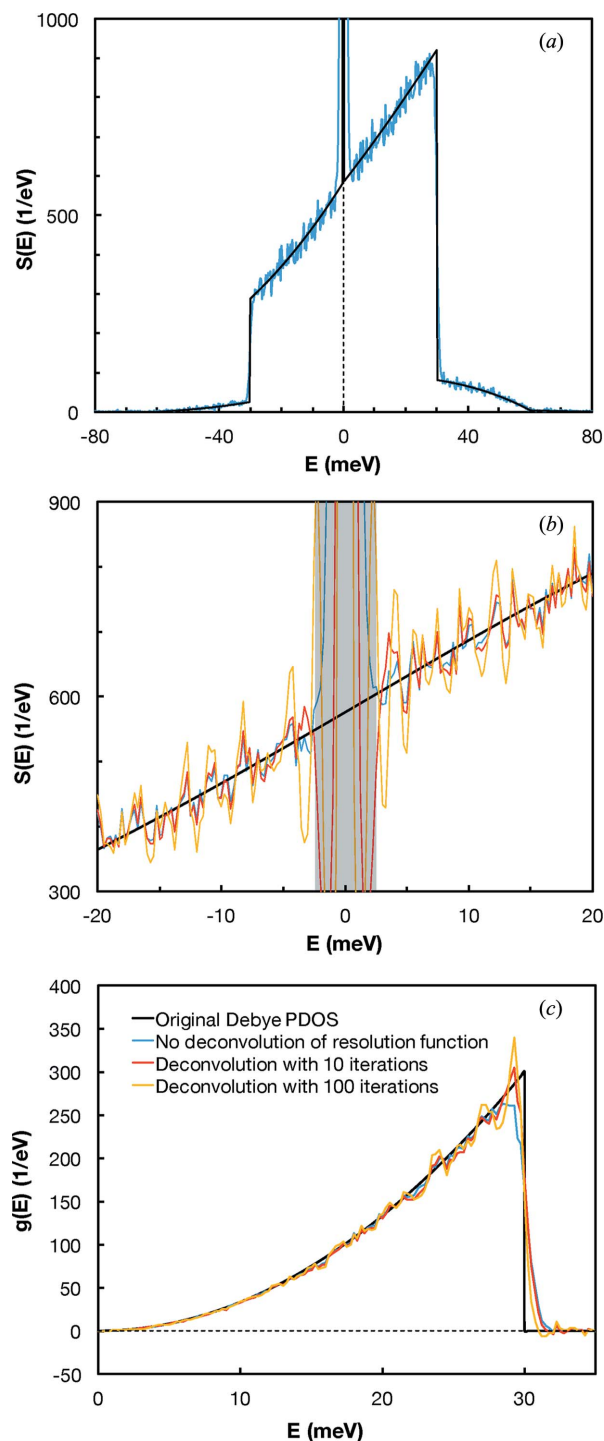 1000
(a)
S(E) (1/eV)
500
0
-80
-40
0
40
80
E (meV)
900
(b)
S(E) (1/eV)
600
300
-20
-10
0
10
20
E (meV)
400
(c)
350
Original Debye PDOS
No deconvolution of resolution function
300
Deconvolution with 10 iterations
250
Deconvolution with 100 iterations
g(E) (1/eV)
200
150
100
50
0
-50
0
10
20
30
E (meV)